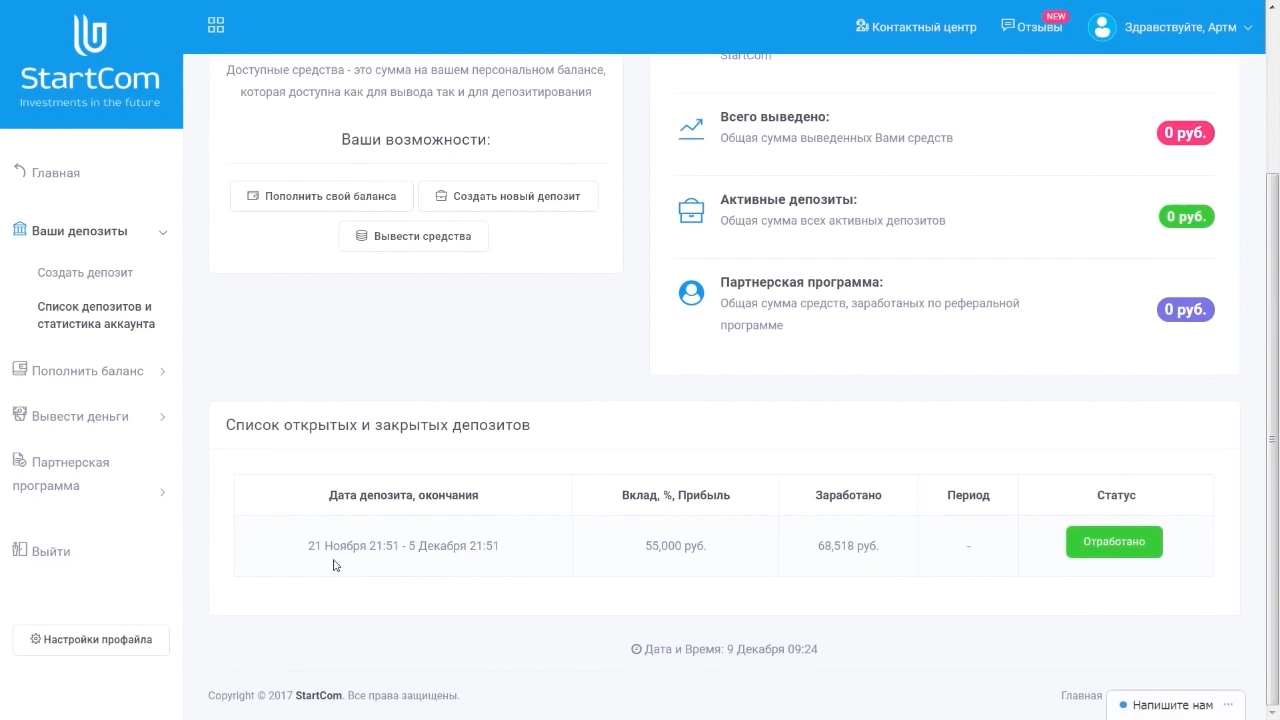 StartCom
Investments in the future
Контактный центр
Отзывы
NEW
Здравствуйте, Артм
Главная
Ваши депозиты
Создать депозит
Список депозитов и
статистика аккаунта
Пополнить баланс
Вывести деньги
Партнерская
программа
Выйти
Настройки профайла
Доступные средства - это сумма на вашем персональном балансе,
которая доступна как для вывода так и для депозитирования
Ваши возможности:
Пополнить свой баланса
Создать новый депозит
Вывести средства
StartCom
Всего выведено:
Общая сумма выведенных Вами средств
0 руб.
Активные депозиты:
Общая сумма всех активных депозитов
0 руб.
Партнерская программа:
Общая сумма средств, заработаных по реферальной
программе
0 руб.
Список открытых и закрытых депозитов
Дата депозита, окончания Вклад, %, Прибыль Заработано Период Статус
21 Ноября 21:51 - 5 Декабря 21:51 55,000 руб. 68,518 руб. - Отработано
Дата и Время: 9 Декабря 09:24
Copyright © 2017 StartCom. Все права защищены.
Главная
Напишите нам